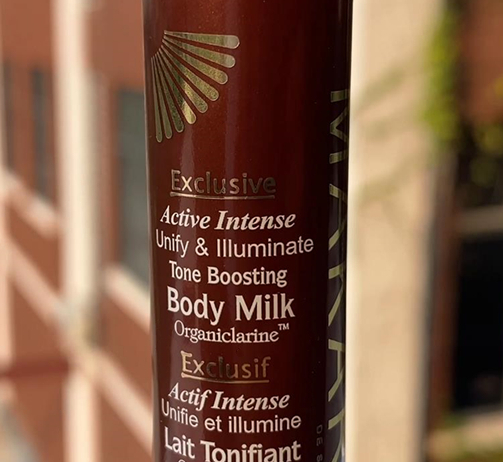 Exclusive
Active Intense
Unify & Illuminate
Tone Boosting
Body Milk
Organiclarine™
Exclusif
Actif Intense
Unifie et illumine
Lait Tonifiant